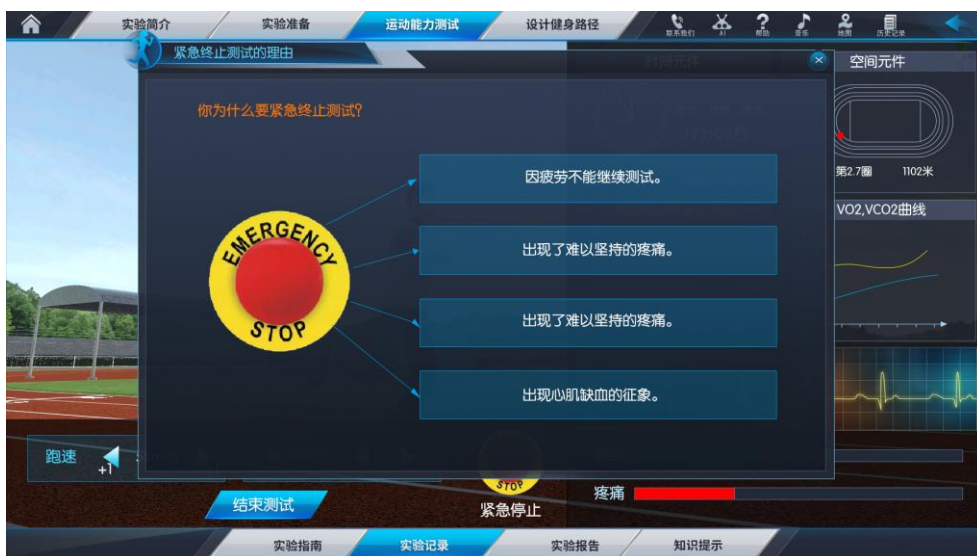 实验简介
实验准备
运动能力测试
设计健身路径
联系我们
AI
帮助
音乐
地图
历史记录
紧急终止测试的理由
时间元件
空间元件
你为什么要紧急终止测试?
因疲劳不能继续测试。
第2.7圈 1102米
VO2,VCO2曲线
出现了难以坚持的疼痛。
EMERGENCY
STOP
出现了难以坚持的疼痛。
出现心肌缺血的征象。
跑速
+1
STOP
紧急停止
疼痛
结束测试
实验指南
实验记录
实验报告
知识提示